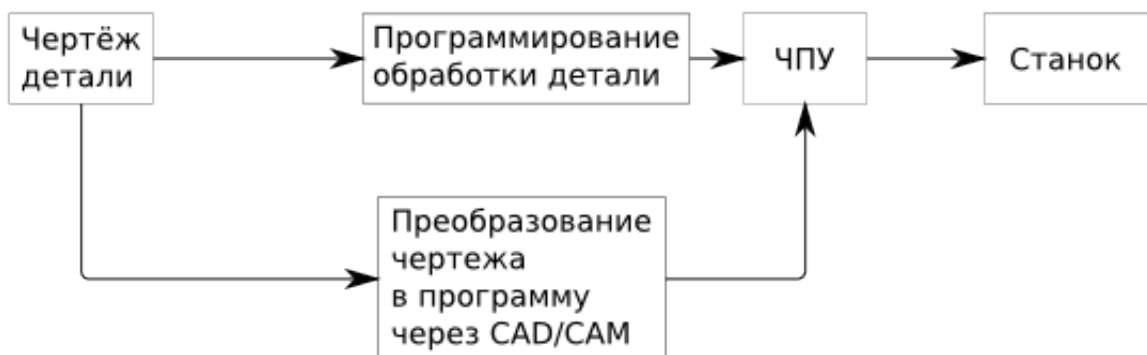 Чертёж
детали
Программирование
обработки детали
ЧПУ
Станок
Преобразование
чертежа
в программу
через CAD/CAM